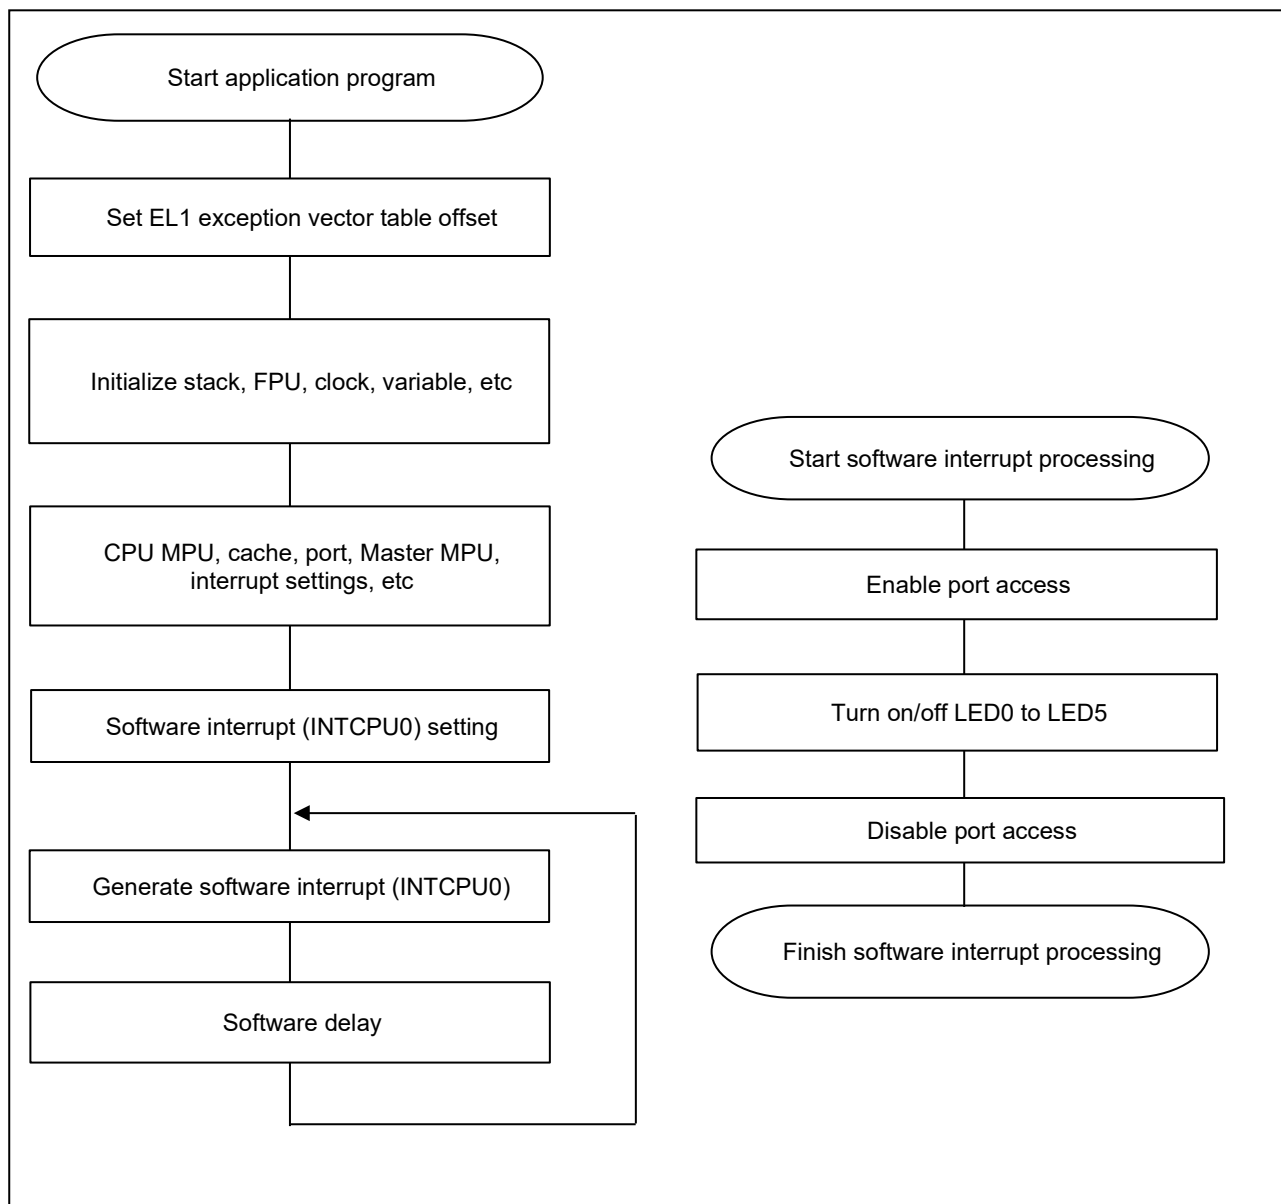 Start application program
Set EL1 exception vector table offset
Initialize stack, FPU, clock, variable, etc
CPU MPU, cache, port, Master MPU,
interrupt settings, etc
Software interrupt (INTCPU0) setting
Generate software interrupt (INTCPU0)
Software delay
Start software interrupt processing
Enable port access
Turn on/off LED0 to LED5
Disable port access
Finish software interrupt processing